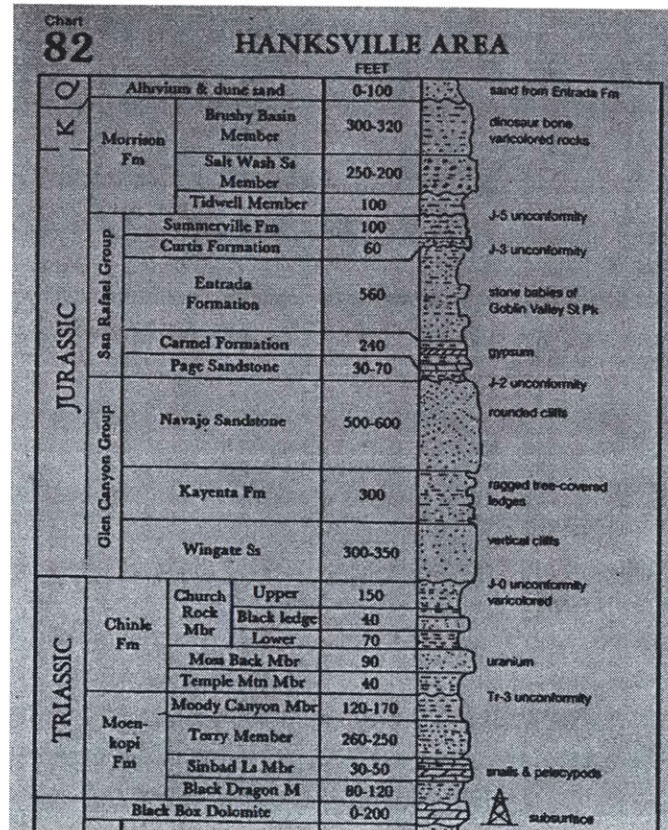 Chart
82
HANKSVILLE AREA
FEET
Q
Alluvium & dune sand 0-100 sand from Entrada Fm
K
JURASSIC
Morrison
Fm
Brushy Basin
Member
300-320
dinosaur bone
varicolored rocks
Salt Wash Ss
Member
250-200
Tidwell Member 100
J-5 unconformity
San Rafael Group
Summerville Fm 100
Curtis Formation 60
J-3 unconformity
Entrada
Formation
560
stone babies of
Goblin Valley St Pk
Carmel Formation 240
gypsum
Page Sandstone 30-70
J-2 unconformity
Glen Canyon Group
Navajo Sandstone 500-600
rounded cliffs
Kayenta Fm 300
ragged tree-covered
ledges
Wingate Ss 300-350
vertical cliffs
J-0 unconformity
TRIASSIC
Chinle
Fm
Church
Rock
Mbr
Upper 150
varicolored
Black ledge 40
Lower 70
Moss Back Mbr 90
uranium
Temple Mtn Mbr 40
Tr-3 unconformity
Moen-
kopi
Fm
Moody Canyon Mbr 120-170
Torry Member 260-250
Sinbad Ls Mbr 30-50
snails & pelecypods
Black Dragon M 80-120
Black Box Dolomite 0-200
subsurface